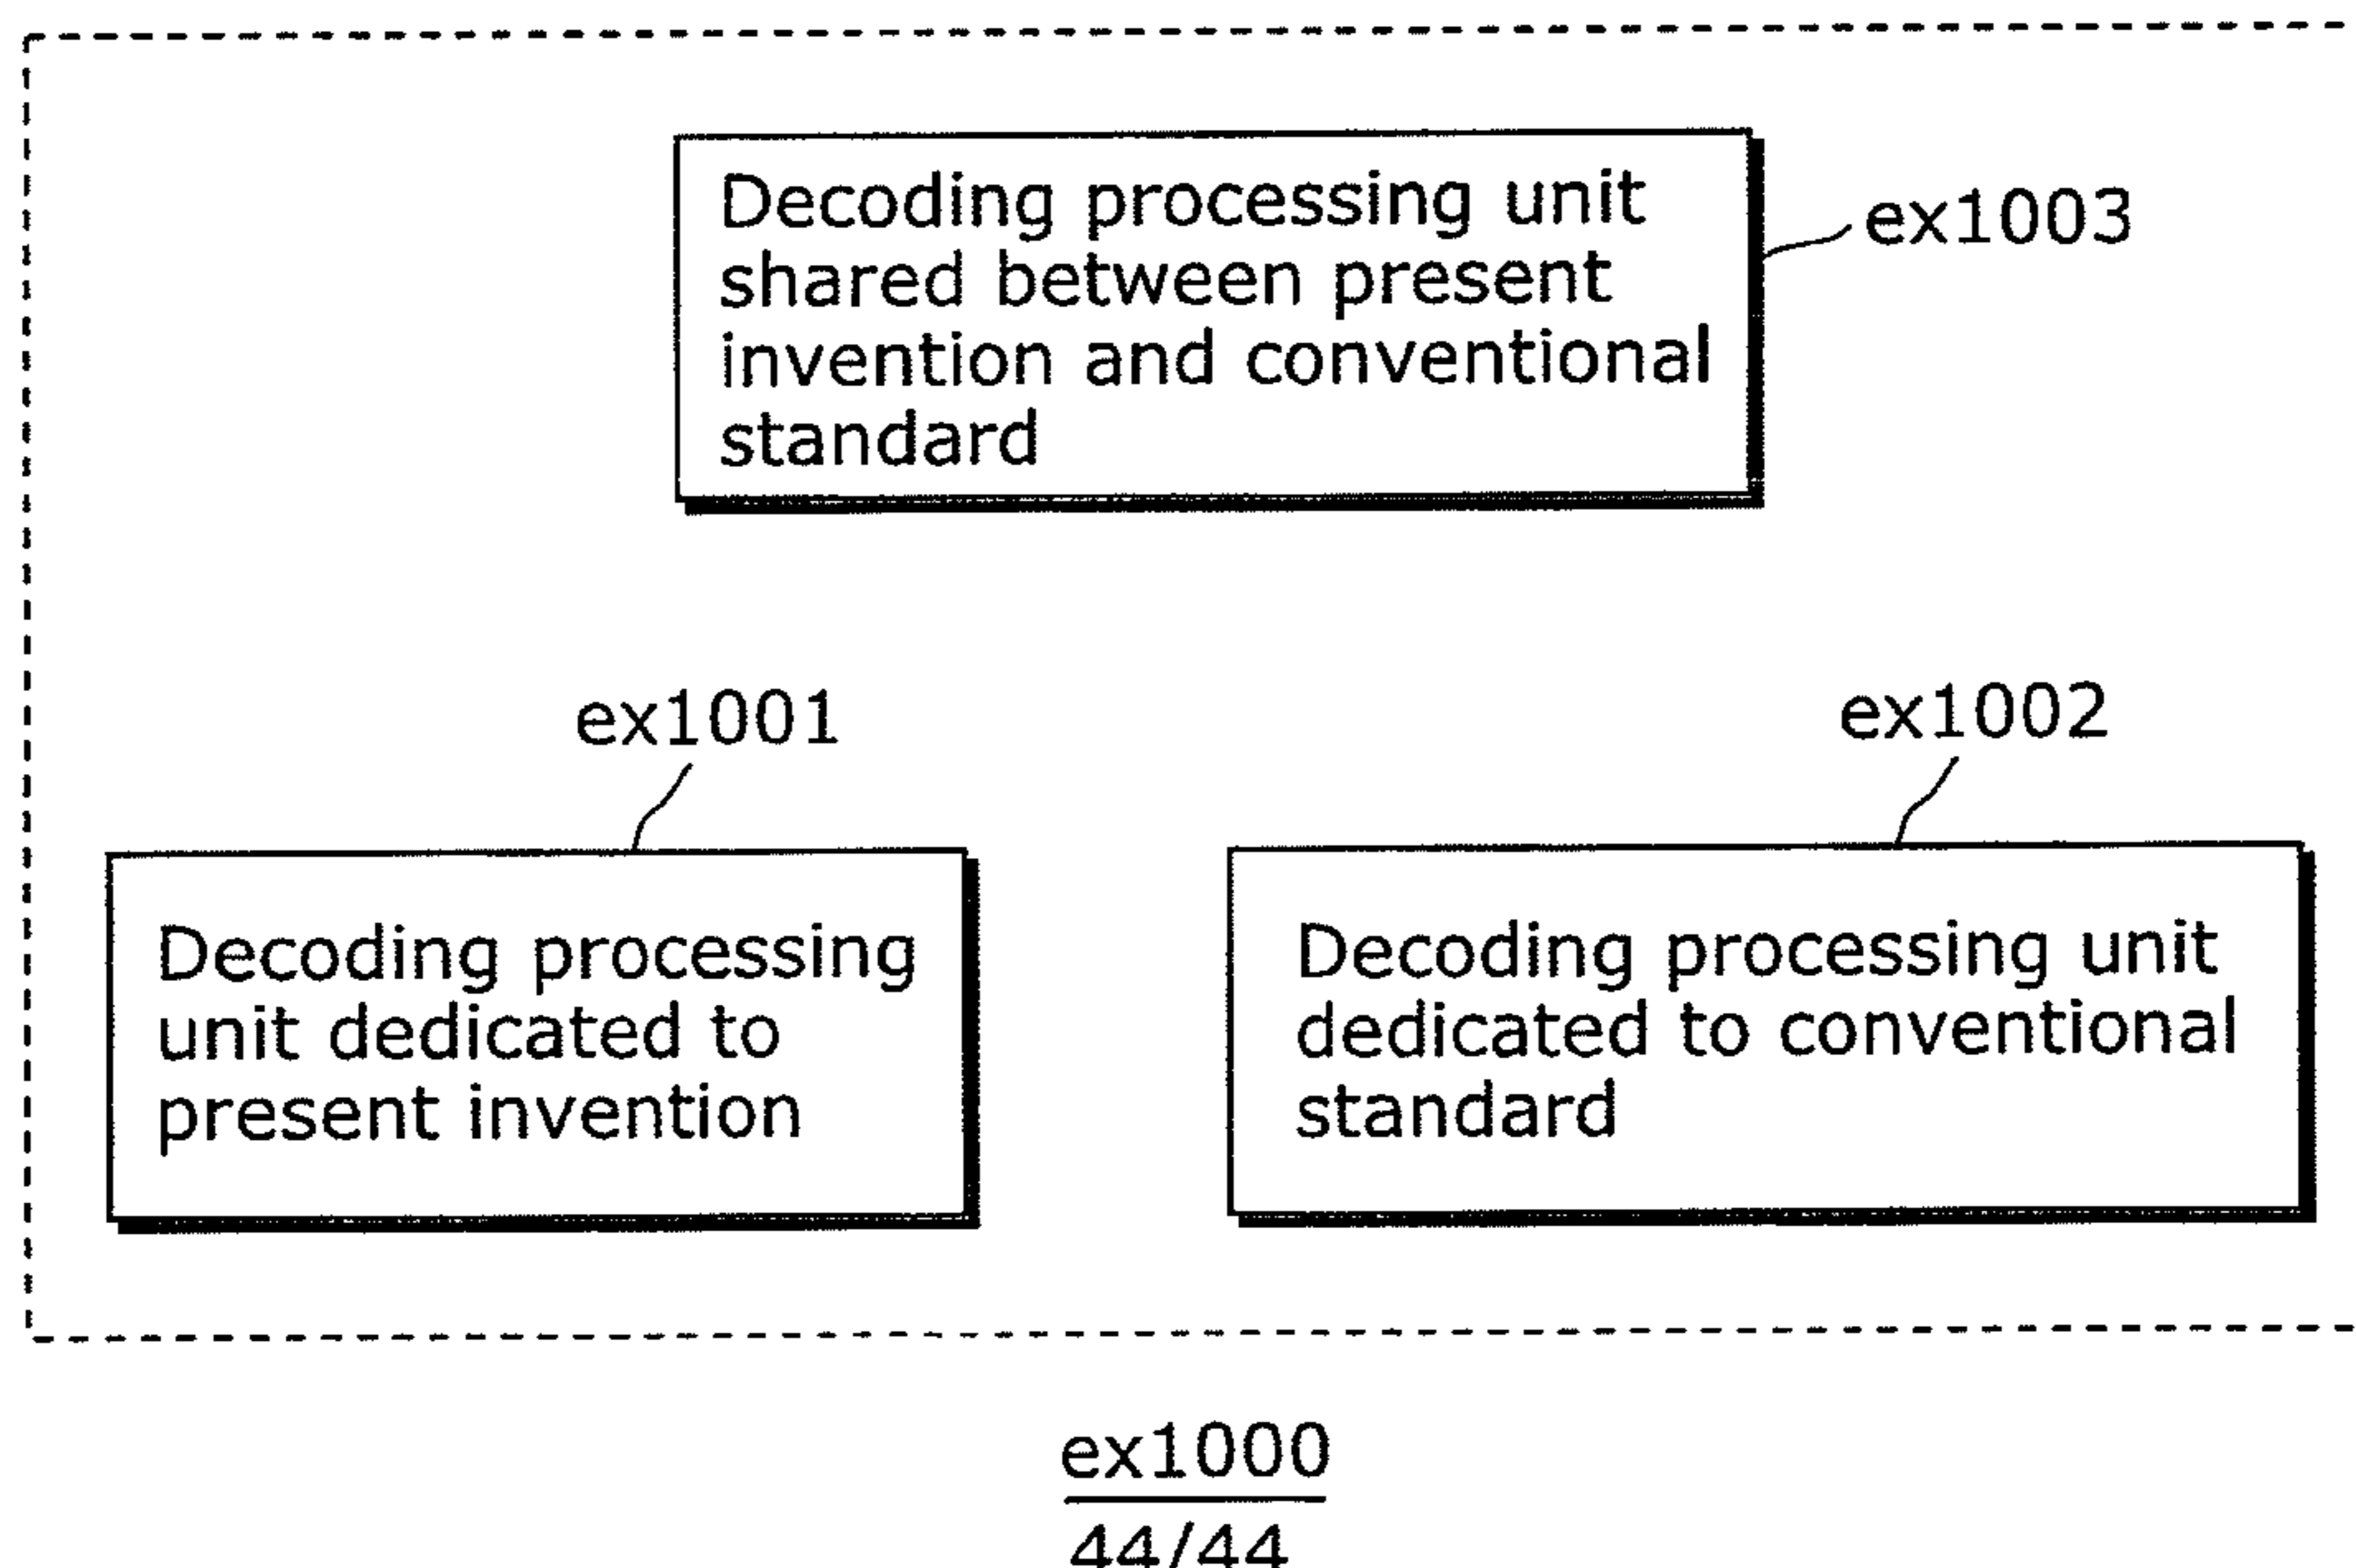 Decoding processing unit
shared between present
invention and conventional
standard
ex1003
ex1001
ex1002
Decoding processing
unit dedicated to
present invention
Decoding processing unit
dedicated to conventional
standard
ex1000
44/44